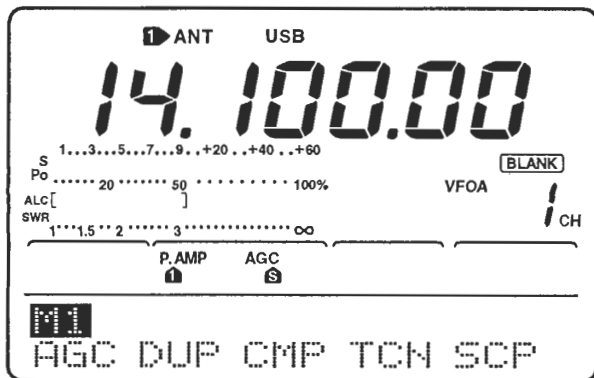 1 ANT USB
14.100.00
S 1...3...5...7...9..+20..+40..+60
BLANK
Po ......20......50..........100%
VFOA
ALC [ ]
1 CH
SWR 1...1.5..2......3..............∞
P.AMP AGC
1 S
M1
AGC DUP CMP TCN SCP